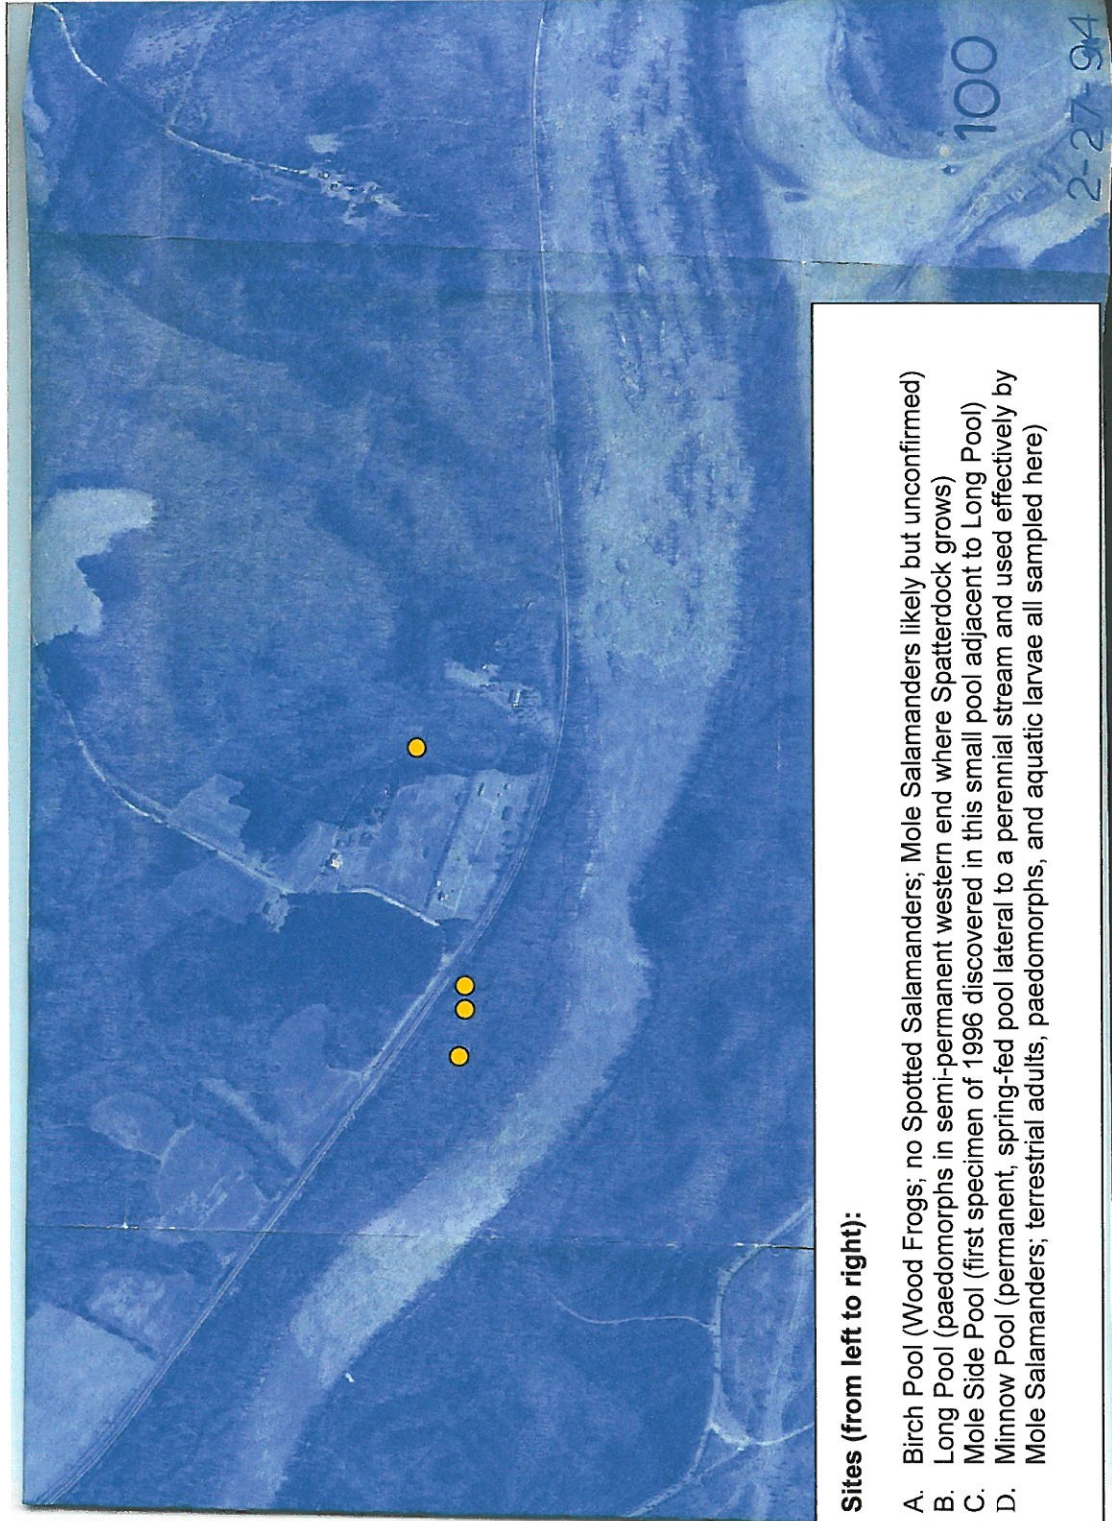 100
2-27-94
Sites (from left to right):
A. Birch Pool (Wood Frogs; no Spotted Salamanders; Mole Salamanders likely but unconfirmed)
B. Long Pool (paedomorphs in semi-permanent western end where Spatterdock grows)
C. Mole Side Pool (first specimen of 1996 discovered in this small pool adjacent to Long Pool)
D. Minnow Pool (permanent, spring-fed pool lateral to a perennial stream and used effectively by
Mole Salamanders; terrestrial adults, paedomorphs, and aquatic larvae all sampled here)